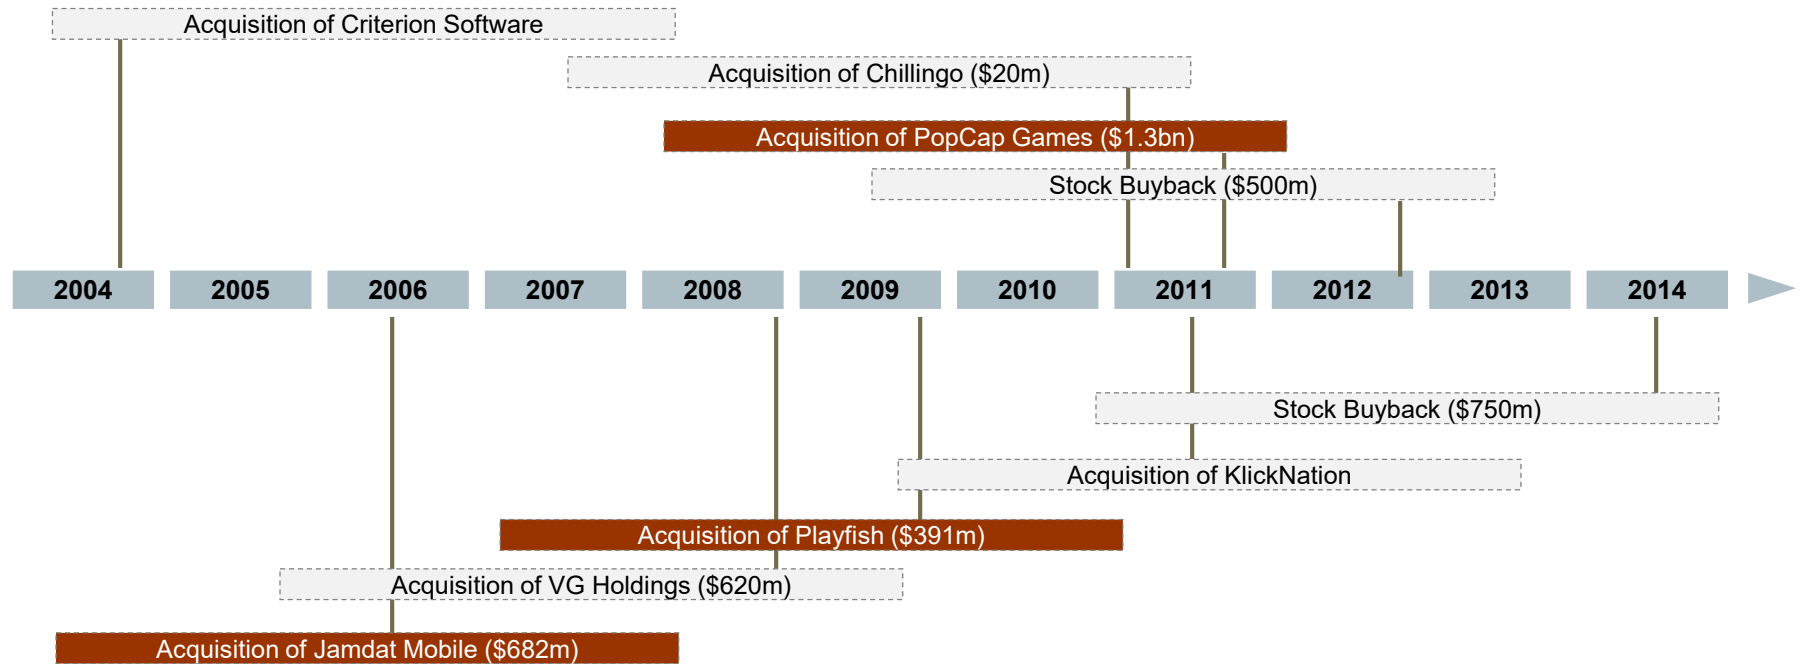 Acquisition of Criterion Software
Acquisition of Chillingo ($20m)
Acquisition of PopCap Games ($1.3bn)
Stock Buyback ($500m)
2004 2005 2006 2007 2008 2009 2010 2011 2012 2013 2014
Stock Buyback ($750m)
Acquisition of KlickNation
Acquisition of Playfish ($391m)
Acquisition of VG Holdings ($620m)
Acquisition of Jamdat Mobile ($682m)